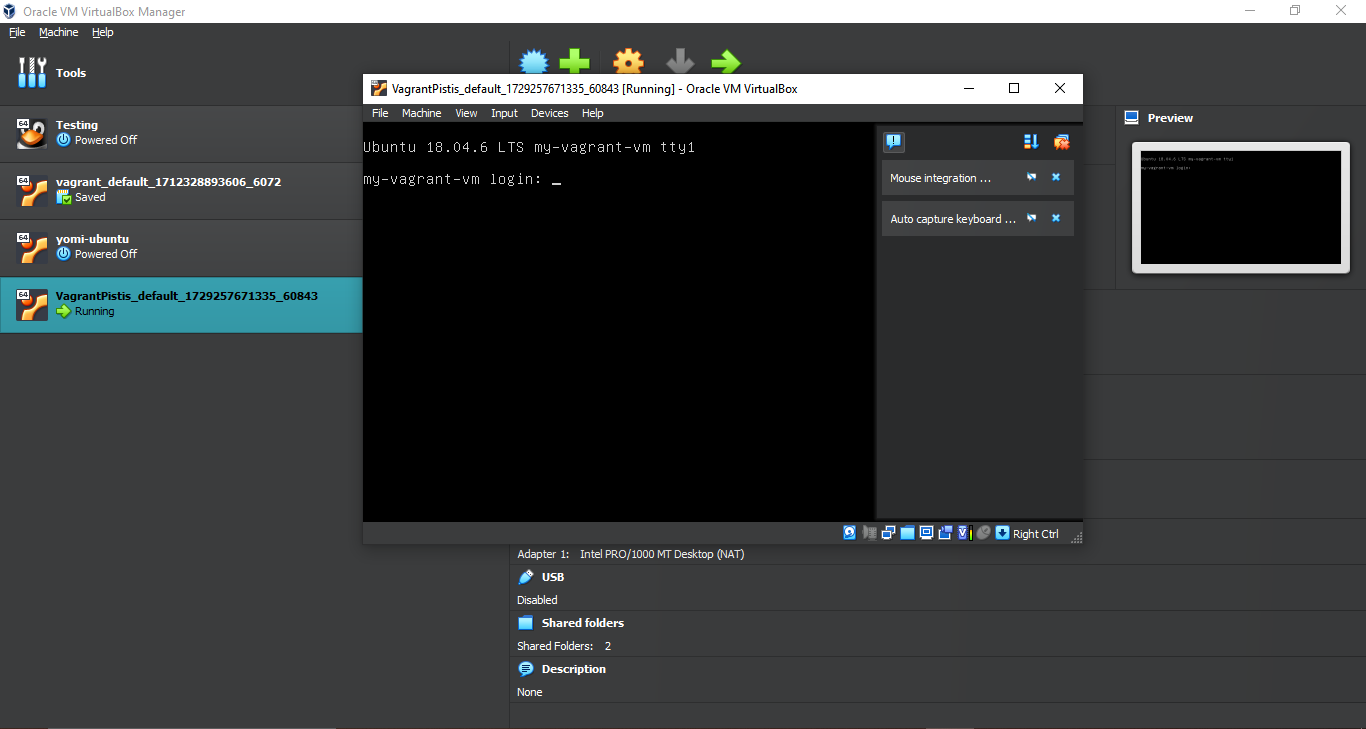 Oracle VM VirtualBox Manager
File Machine Help
Tools
64
Testing
Powered Off
64
vagrant_default_1712328893606_6072
Saved
64
yomi-ubuntu
Powered Off
64
VagrantPistis_default_1729257671335_60843
Running
VagrantPistis_default_1729257671335_60843 [Running] - Oracle VM VirtualBox
File Machine View Input Devices Help
Ubuntu 18.04.6 LTS my-vagrant-vm tty1
my-vagrant-vm login: _
Mouse integration ...
Auto capture keyboard ...
Right Ctrl
Preview
Ubuntu 18.04.6 LTS my-vagrant-vm tty1
my-vagrant-vm login:
Adapter 1: Intel PRO/1000 MT Desktop (NAT)
USB
Disabled
Shared folders
Shared Folders: 2
Description
None